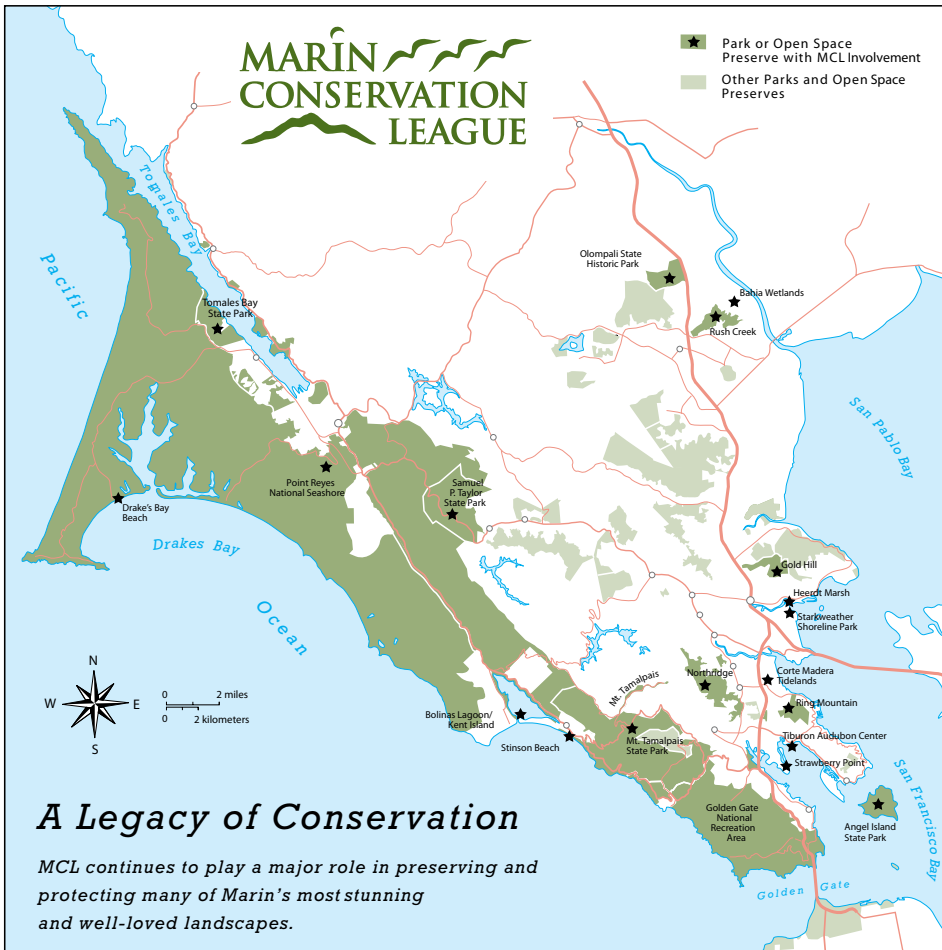 MARIN
CONSERVATION
LEAGUE
Park or Open Space
Preserve with MCL Involvement
Other Parks and Open Space
Preserves
Tomales Bay
Pacific
Olompali State
Historic Park
Bahia Wetlands
Rush Creek
Tomales Bay
State Park
San Pablo Bay
Point Reyes
National Seashore
Samuel
P. Taylor
State Park
Drake's Bay
Beach
Drakes Bay
Gold Hill
Heerdt Marsh
Starkweather
Shoreline Park
Ocean
N
W
E
S
0 2 miles
0 2 kilometers
Mt. Tamalpais
Northridge
Corte Madera
Tidelands
Ring Mountain
Bolinas Lagoon/
Kent Island
Stinson Beach
Mt. Tamalpais
State Park
Tiburon Audubon Center
Strawberry Point
San Francisco Bay
Golden Gate
National
Recreation
Area
Angel Island
State Park
Golden Gate
A Legacy of Conservation
MCL continues to play a major role in preserving and
protecting many of Marin's most stunning
and well-loved landscapes.